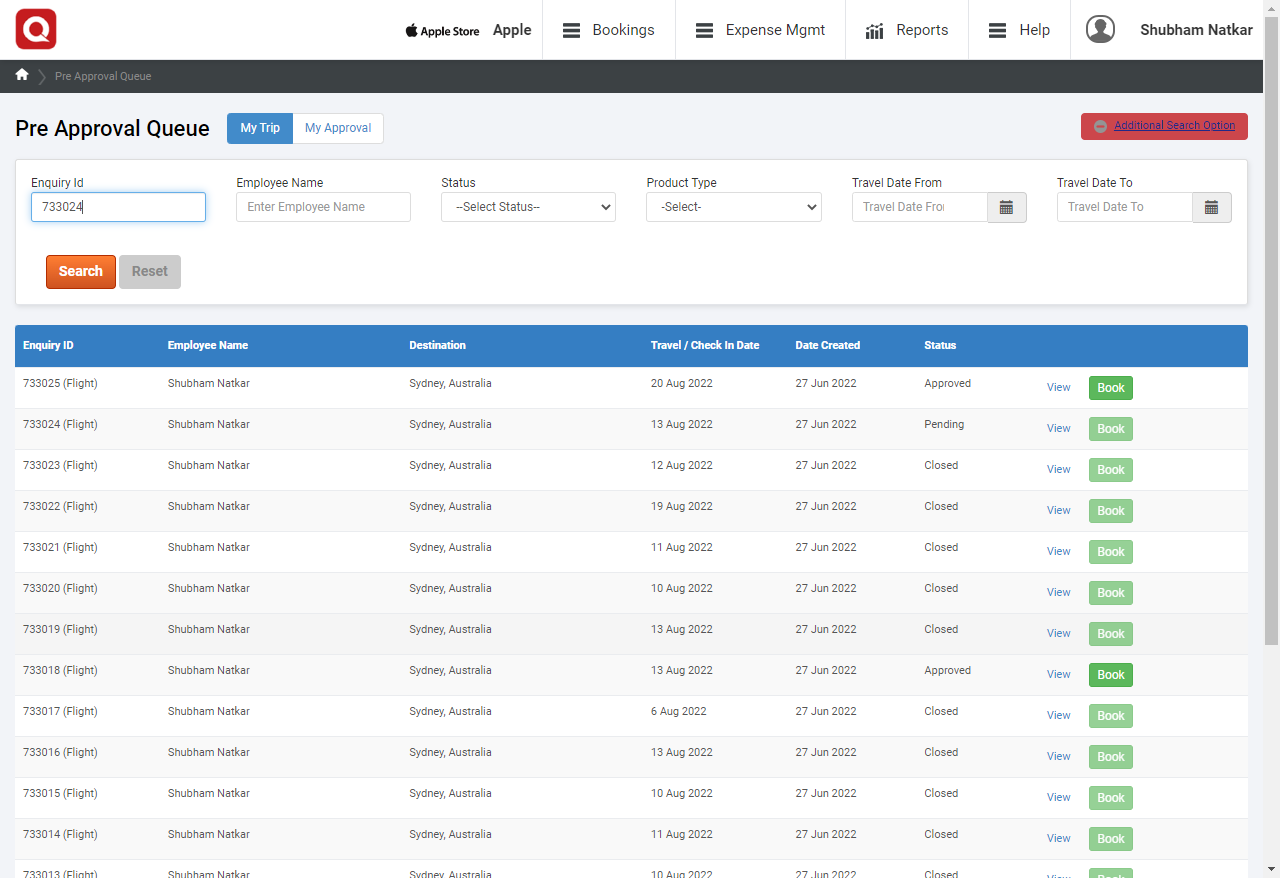 Apple Store Apple Bookings Expense Mgmt Reports Help Shubham Natkar
Pre Approval Queue
Pre Approval Queue My Trip My Approval Additional Search Option
Enquiry Id Employee Name Status Product Type Travel Date From Travel Date To
733024 Enter Employee Name --Select Status-- -Select- Travel Date From Travel Date To
Search Reset
Enquiry ID Employee Name Destination Travel / Check In Date Date Created Status
733025 (Flight) Shubham Natkar Sydney, Australia 20 Aug 2022 27 Jun 2022 Approved View Book
733024 (Flight) Shubham Natkar Sydney, Australia 13 Aug 2022 27 Jun 2022 Pending View Book
733023 (Flight) Shubham Natkar Sydney, Australia 12 Aug 2022 27 Jun 2022 Closed View Book
733022 (Flight) Shubham Natkar Sydney, Australia 19 Aug 2022 27 Jun 2022 Closed View Book
733021 (Flight) Shubham Natkar Sydney, Australia 11 Aug 2022 27 Jun 2022 Closed View Book
733020 (Flight) Shubham Natkar Sydney, Australia 10 Aug 2022 27 Jun 2022 Closed View Book
733019 (Flight) Shubham Natkar Sydney, Australia 13 Aug 2022 27 Jun 2022 Closed View Book
733018 (Flight) Shubham Natkar Sydney, Australia 13 Aug 2022 27 Jun 2022 Approved View Book
733017 (Flight) Shubham Natkar Sydney, Australia 6 Aug 2022 27 Jun 2022 Closed View Book
733016 (Flight) Shubham Natkar Sydney, Australia 13 Aug 2022 27 Jun 2022 Closed View Book
733015 (Flight) Shubham Natkar Sydney, Australia 10 Aug 2022 27 Jun 2022 Closed View Book
733014 (Flight) Shubham Natkar Sydney, Australia 11 Aug 2022 27 Jun 2022 Closed View Book
733013 (Flight) Shubham Natkar Sydney, Australia 10 Aug 2022 27 Jun 2022 Closed View Book